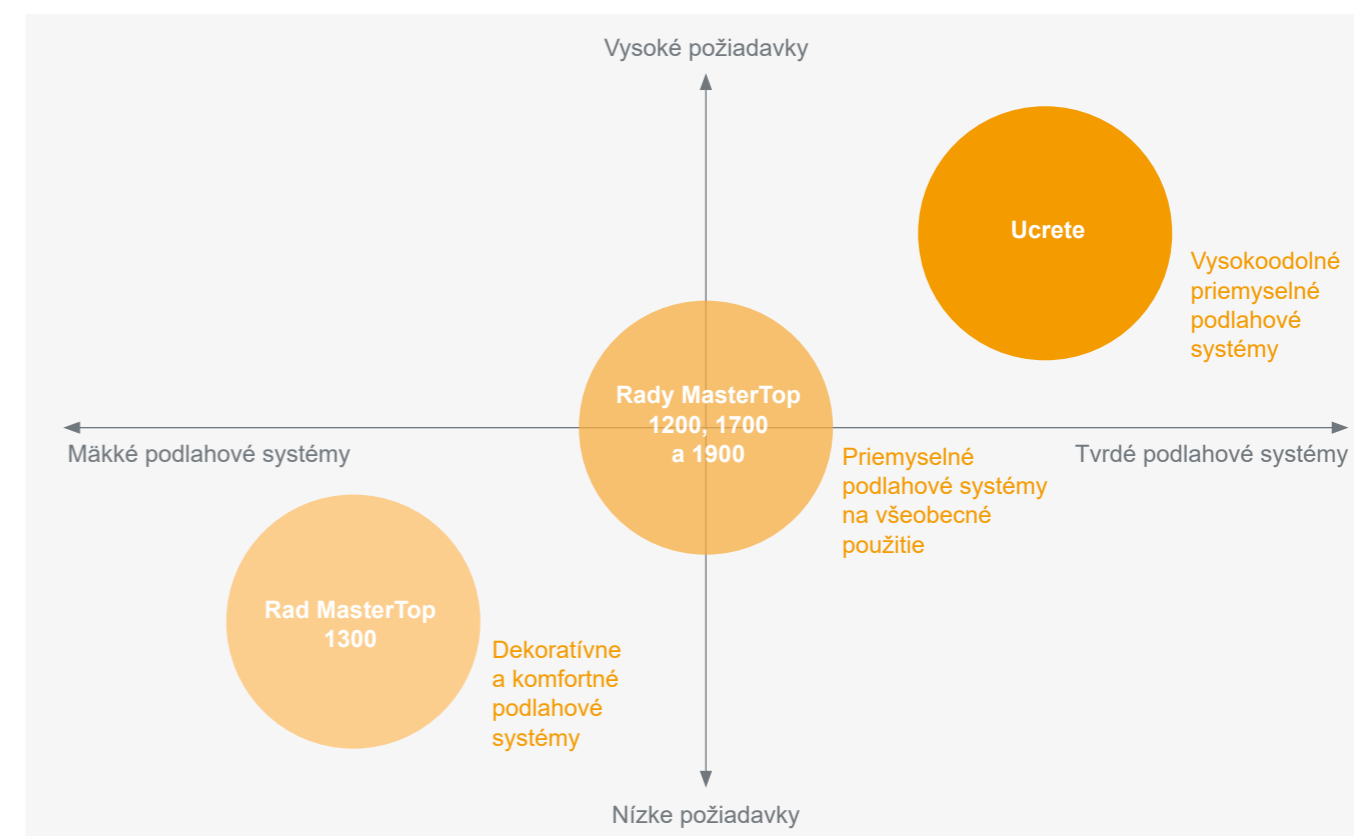 Vysoké požiadavky
Ucrete
Vysokoodolné
priemyselné
podlahové
systémy
Rady MasterTop
1200, 1700
a 1900
Mäkké podlahové systémy
Tvrdé podlahové systémy
Priemyselné
podlahové systémy
na všeobecné
použitie
Rad MasterTop
1300
Dekoratívne
a komfortné
podlahové
systémy
Nízke požiadavky